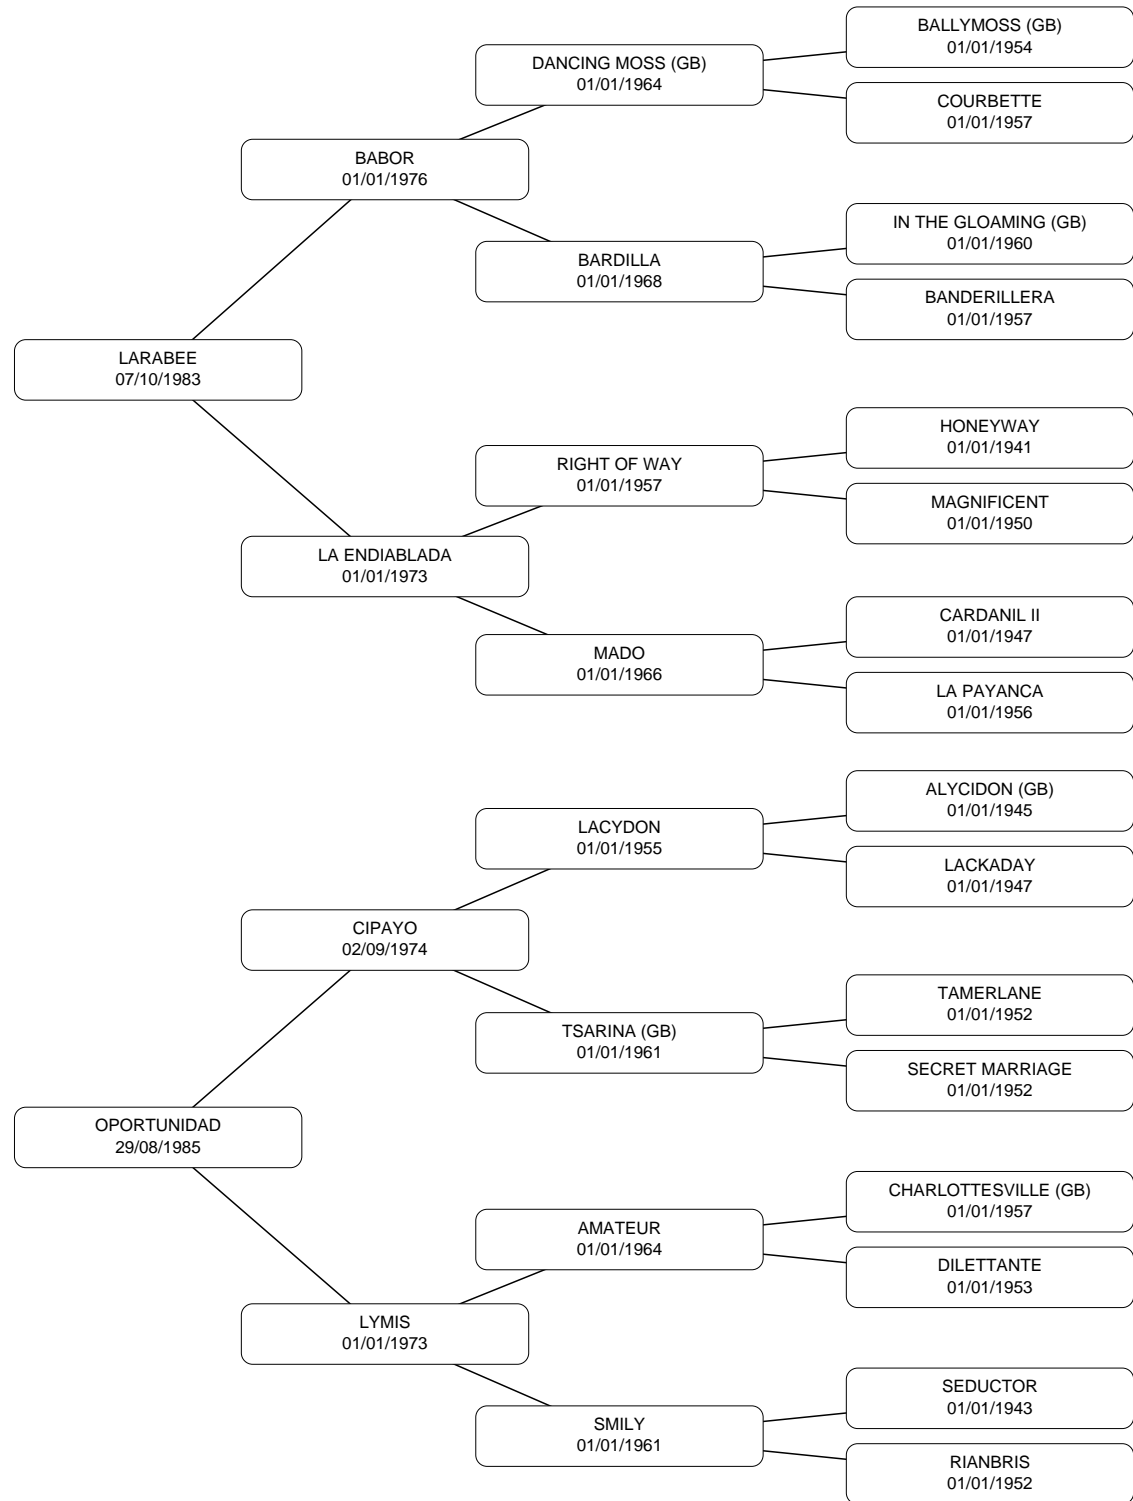 BALLYMOSS (GB)
01/01/1954
DANCING MOSS (GB)
01/01/1964
COURBETTE
01/01/1957
BABOR
01/01/1976
IN THE GLOAMING (GB)
01/01/1960
BARDILLA
01/01/1968
BANDERILLERA
01/01/1957
LARABEE
07/10/1983
HONEYWAY
01/01/1941
RIGHT OF WAY
01/01/1957
MAGNIFICENT
01/01/1950
LA ENDIABLADA
01/01/1973
CARDANIL II
01/01/1947
MADO
01/01/1966
LA PAYANCA
01/01/1956
ALYCIDON (GB)
01/01/1945
LACYDON
01/01/1955
LACKADAY
01/01/1947
CIPAYO
02/09/1974
TAMERLANE
01/01/1952
TSARINA (GB)
01/01/1961
SECRET MARRIAGE
01/01/1952
OPORTUNIDAD
29/08/1985
CHARLOTTESVILLE (GB)
01/01/1957
AMATEUR
01/01/1964
DILETTANTE
01/01/1953
LYMIS
01/01/1973
SEDUCTOR
01/01/1943
SMILY
01/01/1961
RIANBRIS
01/01/1952